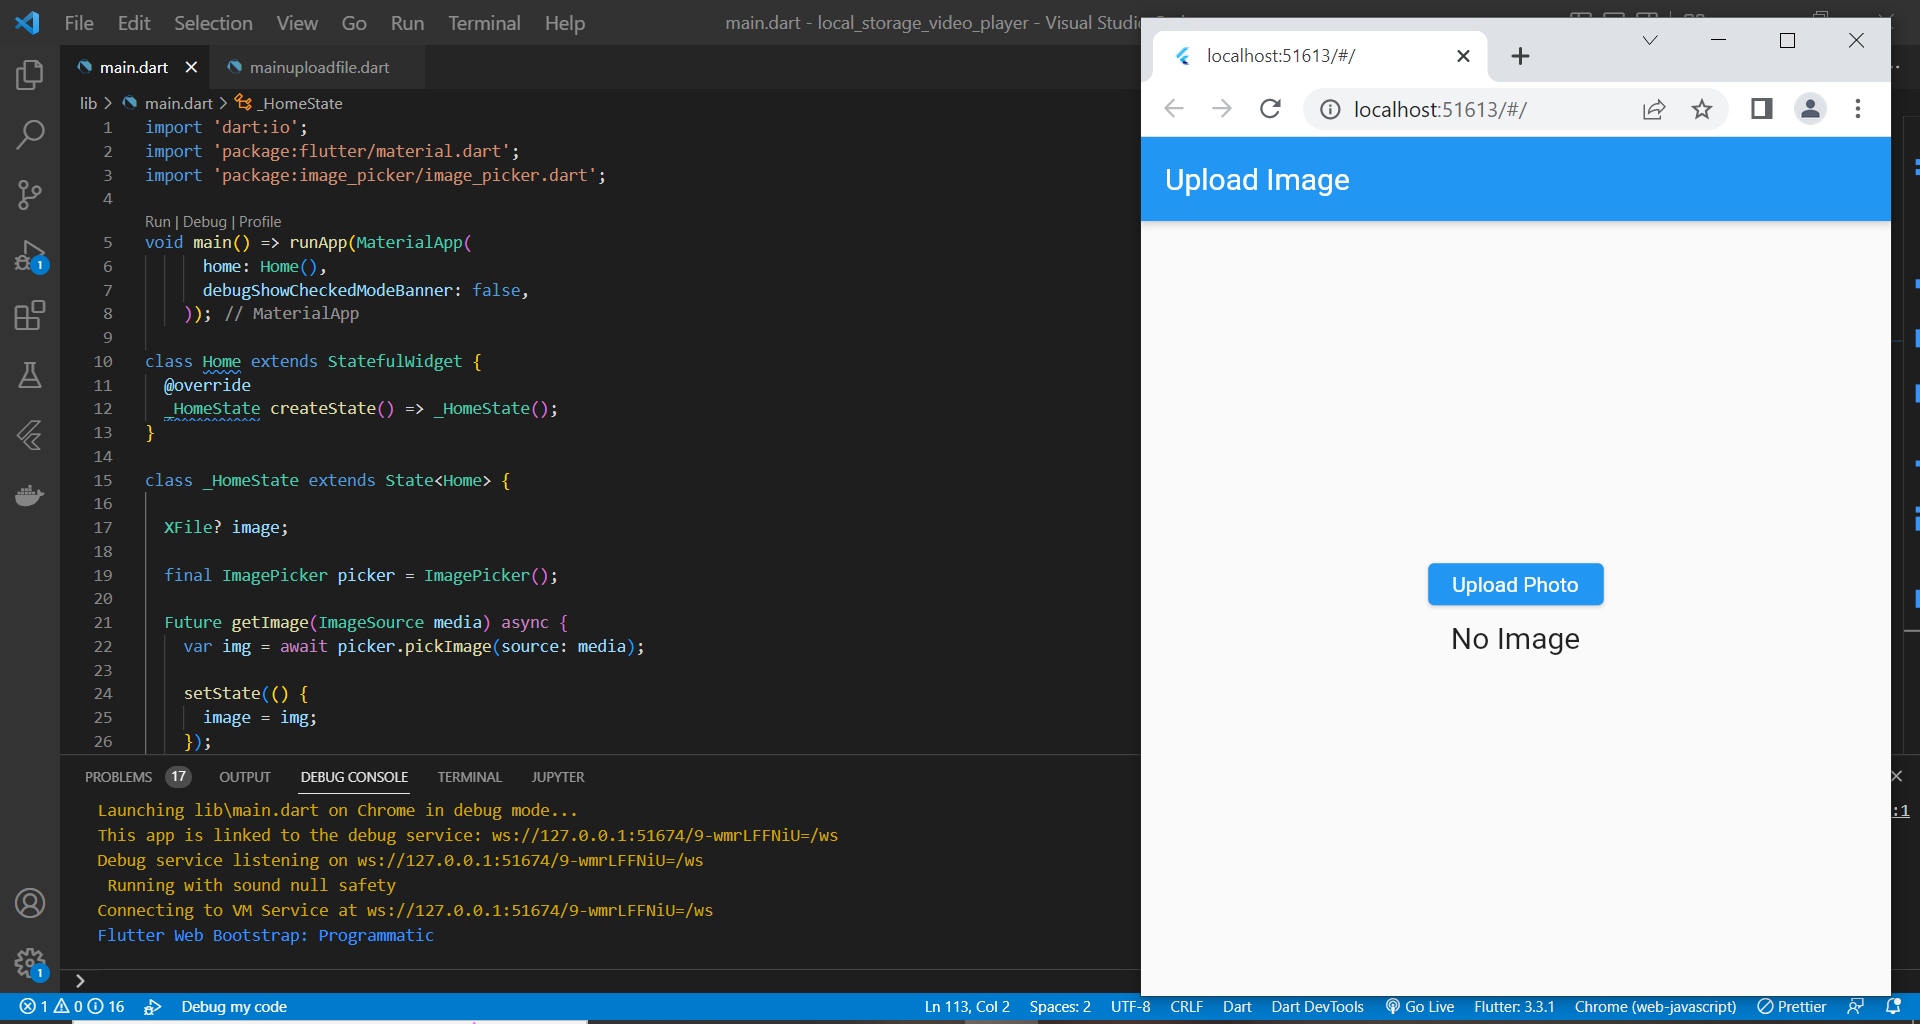 File Edit Selection View Go Run Terminal Help
main.dart - local_storage_video_player - Visual Studio
main.dart
mainuploadfile.dart
lib > main.dart > _HomeState
1 import 'dart:io';
2 import 'package:flutter/material.dart';
3 import 'package:image_picker/image_picker.dart';
4
Run | Debug | Profile
5 void main() => runApp(MaterialApp(
6 home: Home(),
7 debugShowCheckedModeBanner: false,
8 )); // MaterialApp
9
10 class Home extends StatefulWidget {
11 @override
12 _HomeState createState() => _HomeState();
13 }
14
15 class _HomeState extends State<Home> {
16
17 XFile? image;
18
19 final ImagePicker picker = ImagePicker();
20
21 Future getImage(ImageSource media) async {
22 var img = await picker.pickImage(source: media);
23
24 setState(() {
25 image = img;
26 });
1
1
PROBLEMS 17 OUTPUT DEBUG CONSOLE TERMINAL JUPYTER
Launching lib\main.dart on Chrome in debug mode...
This app is linked to the debug service: ws://127.0.0.1:51674/9-wmrLFFNiU=/ws
Debug service listening on ws://127.0.0.1:51674/9-wmrLFFNiU=/ws
Running with sound null safety
Connecting to VM Service at ws://127.0.0.1:51674/9-wmrLFFNiU=/ws
Flutter Web Bootstrap: Programmatic
:1
1 0 16 Debug my code Ln 113, Col 2 Spaces: 2 UTF-8 CRLF Dart Dart DevTools Go Live Flutter: 3.3.1 Chrome (web-javascript) Prettier
localhost:51613/#/
localhost:51613/#/
Upload Image
Upload Photo
No Image